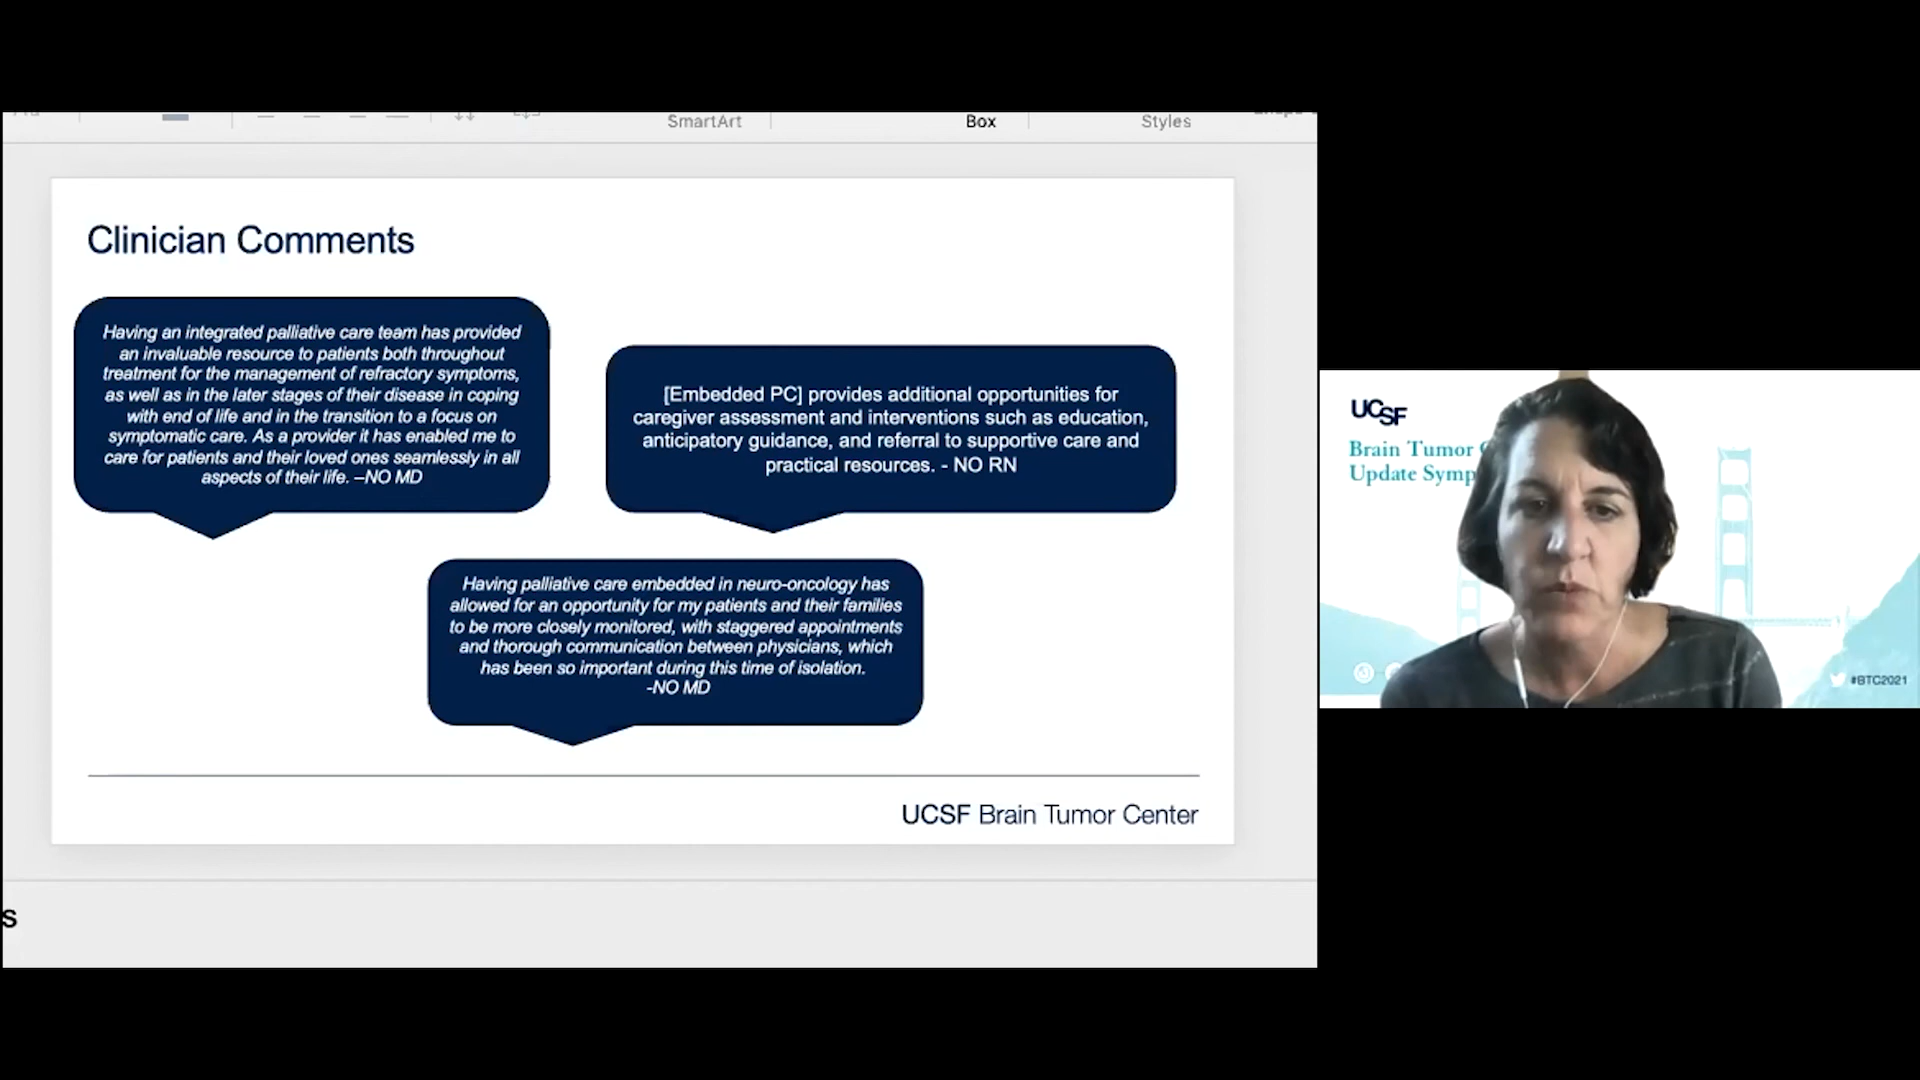 SmartArt
Box
Styles
Clinician Comments
Having an integrated palliative care team has provided
an invaluable resource to patients both throughout
treatment for the management of refractory symptoms,
as well as in the later stages of their disease in coping
with end of life and in the transition to a focus on
symptomatic care. As a provider it has enabled me to
care for patients and their loved ones seamlessly in all
aspects of their life. –NO MD
[Embedded PC] provides additional opportunities for
caregiver assessment and interventions such as education,
anticipatory guidance, and referral to supportive care and
practical resources. - NO RN
Having palliative care embedded in neuro-oncology has
allowed for an opportunity for my patients and their families
to be more closely monitored, with staggered appointments
and thorough communication between physicians, which
has been so important during this time of isolation.
-NO MD
UCSF Brain Tumor Center
s
UCSF
Brain Tumor
Update Symp
#BTC2021